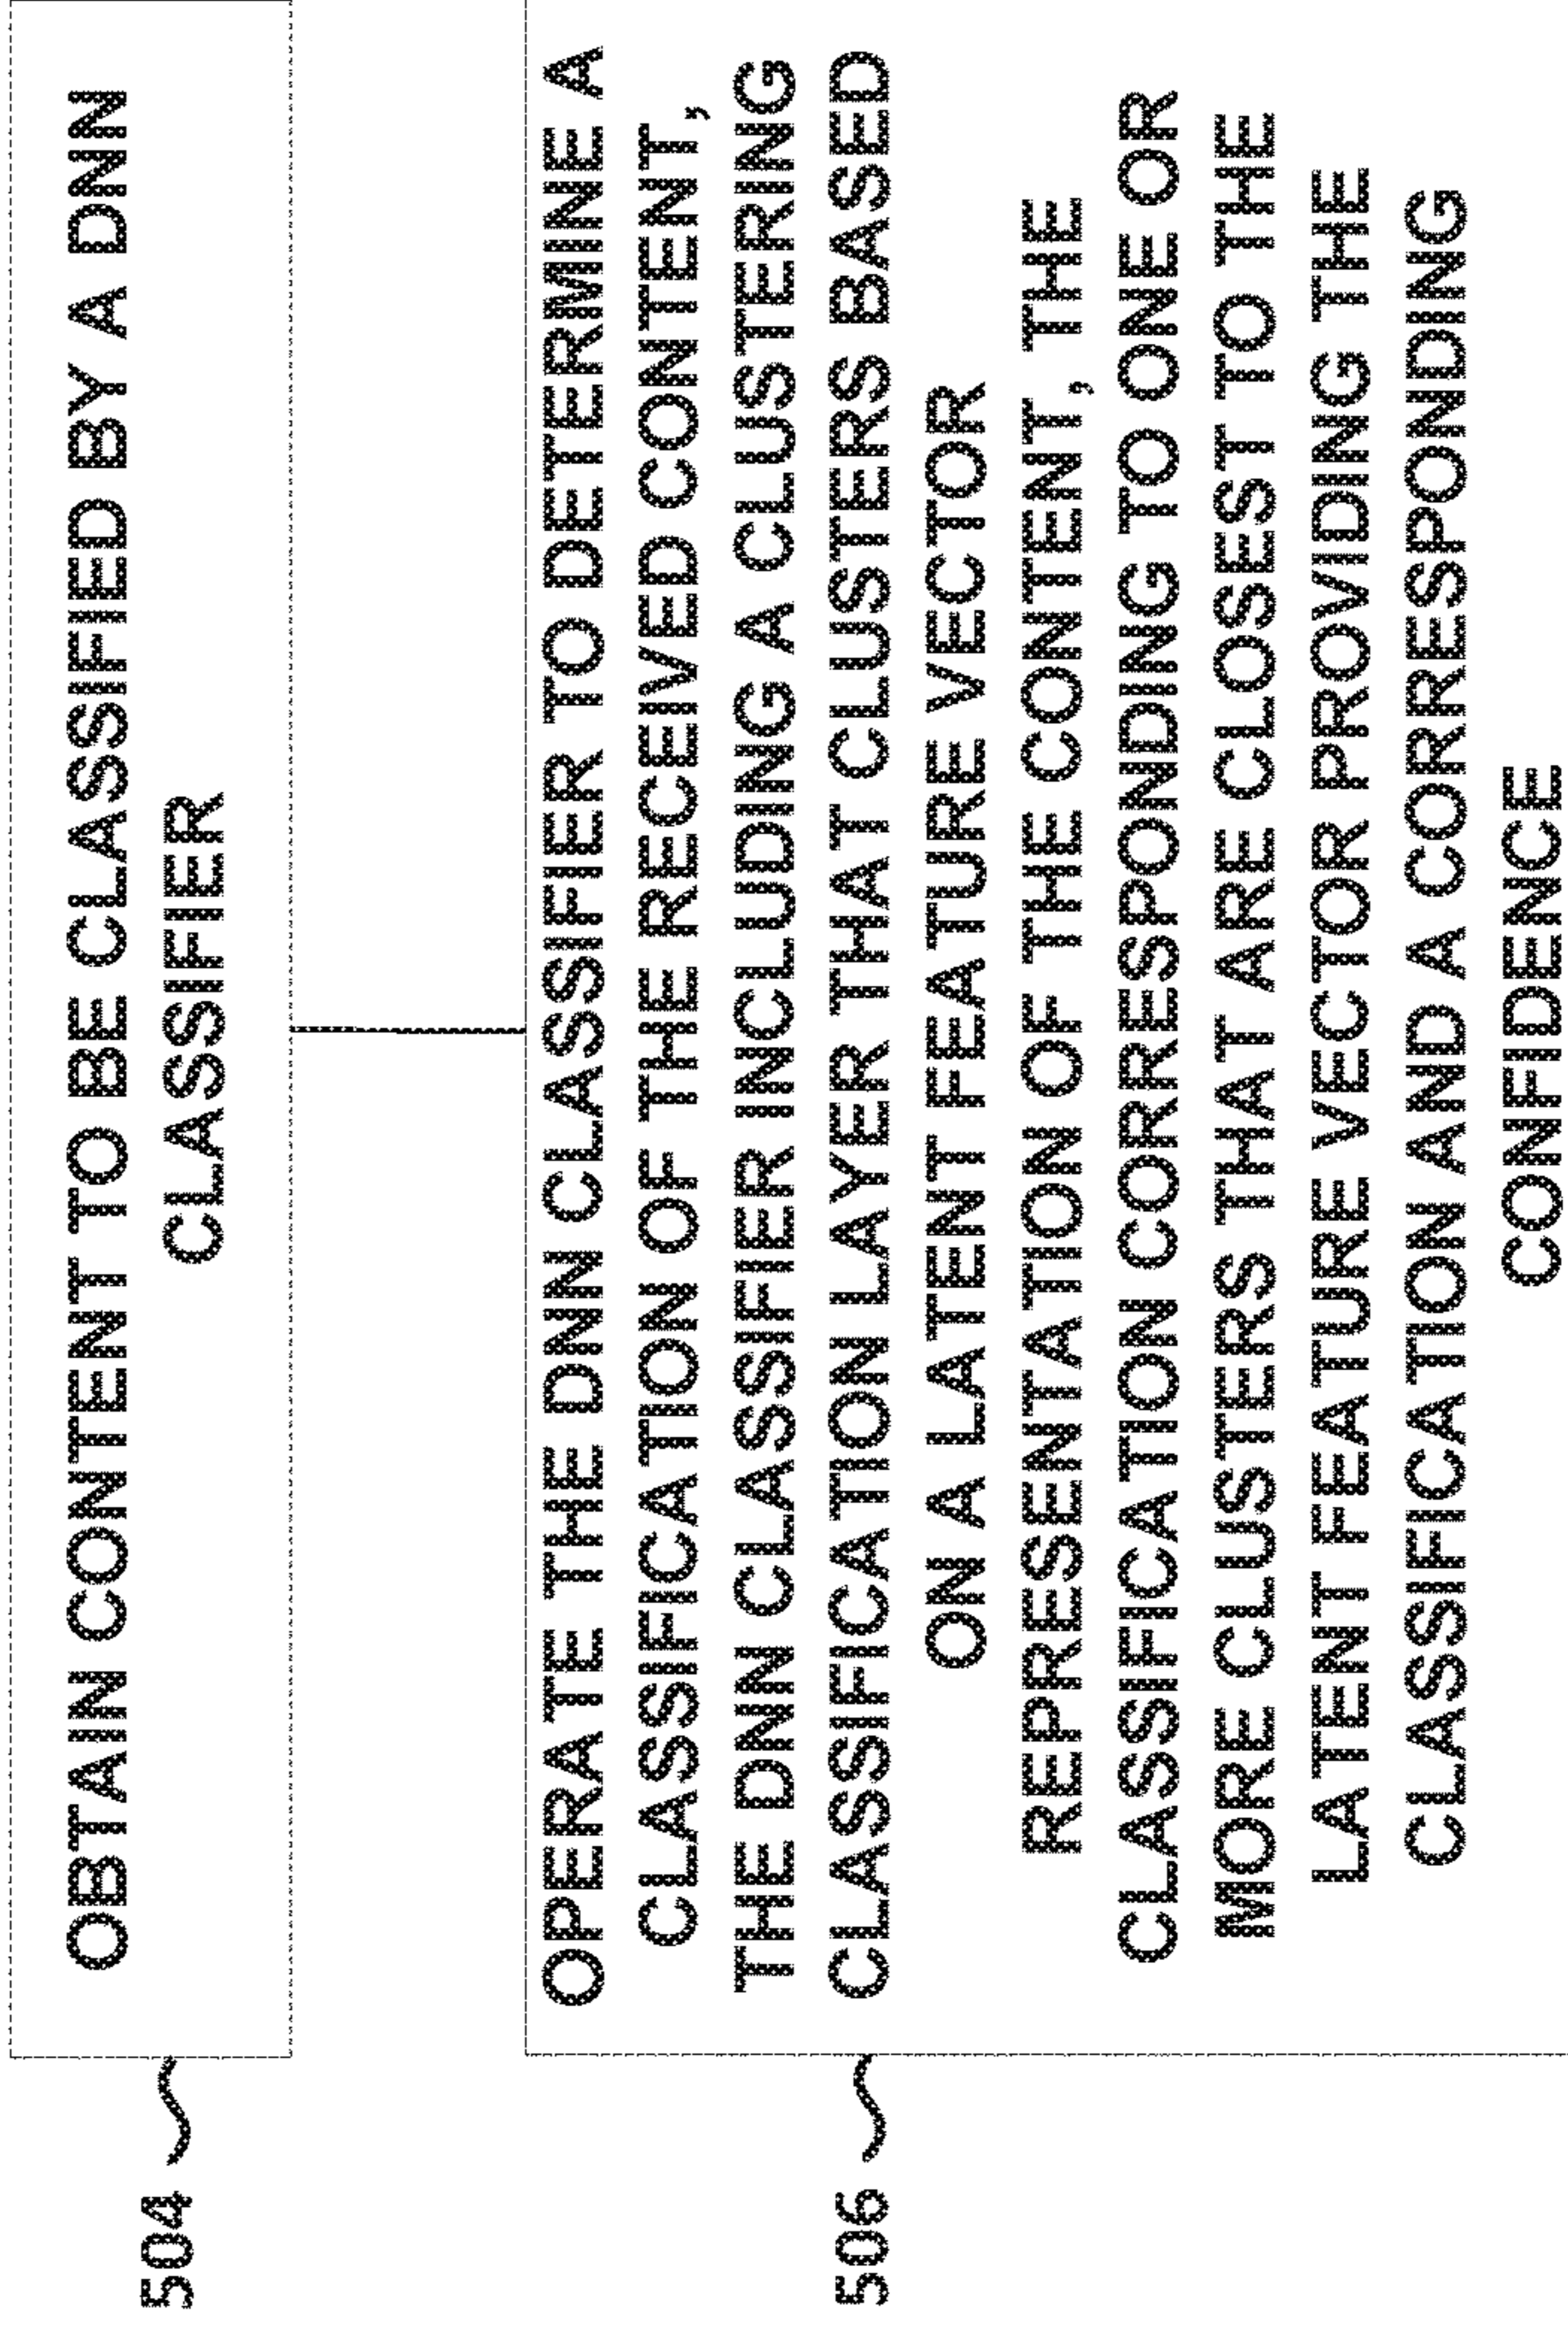 504
OBTAIN CONTENT TO BE CLASSIFIED BY A DNN
CLASSIFIER
506
OPERATE THE DNN CLASSIFIER TO DETERMINE A
CLASSIFICATION OF THE RECEIVED CONTENT,
THE DNN CLASSIFIER INCLUDING A CLUSTERING
CLASSIFICATION LAYER THAT CLUSTERS BASED
ON A LATENT FEATURE VECTOR
REPRESENTATION OF THE CONTENT, THE
CLASSIFICATION CORRESPONDING TO ONE OR
MORE CLUSTERS THAT ARE CLOSEST TO THE
LATENT FEATURE VECTOR PROVIDING THE
CLASSIFICATION AND A CORRESPONDING
CONFIDENCE